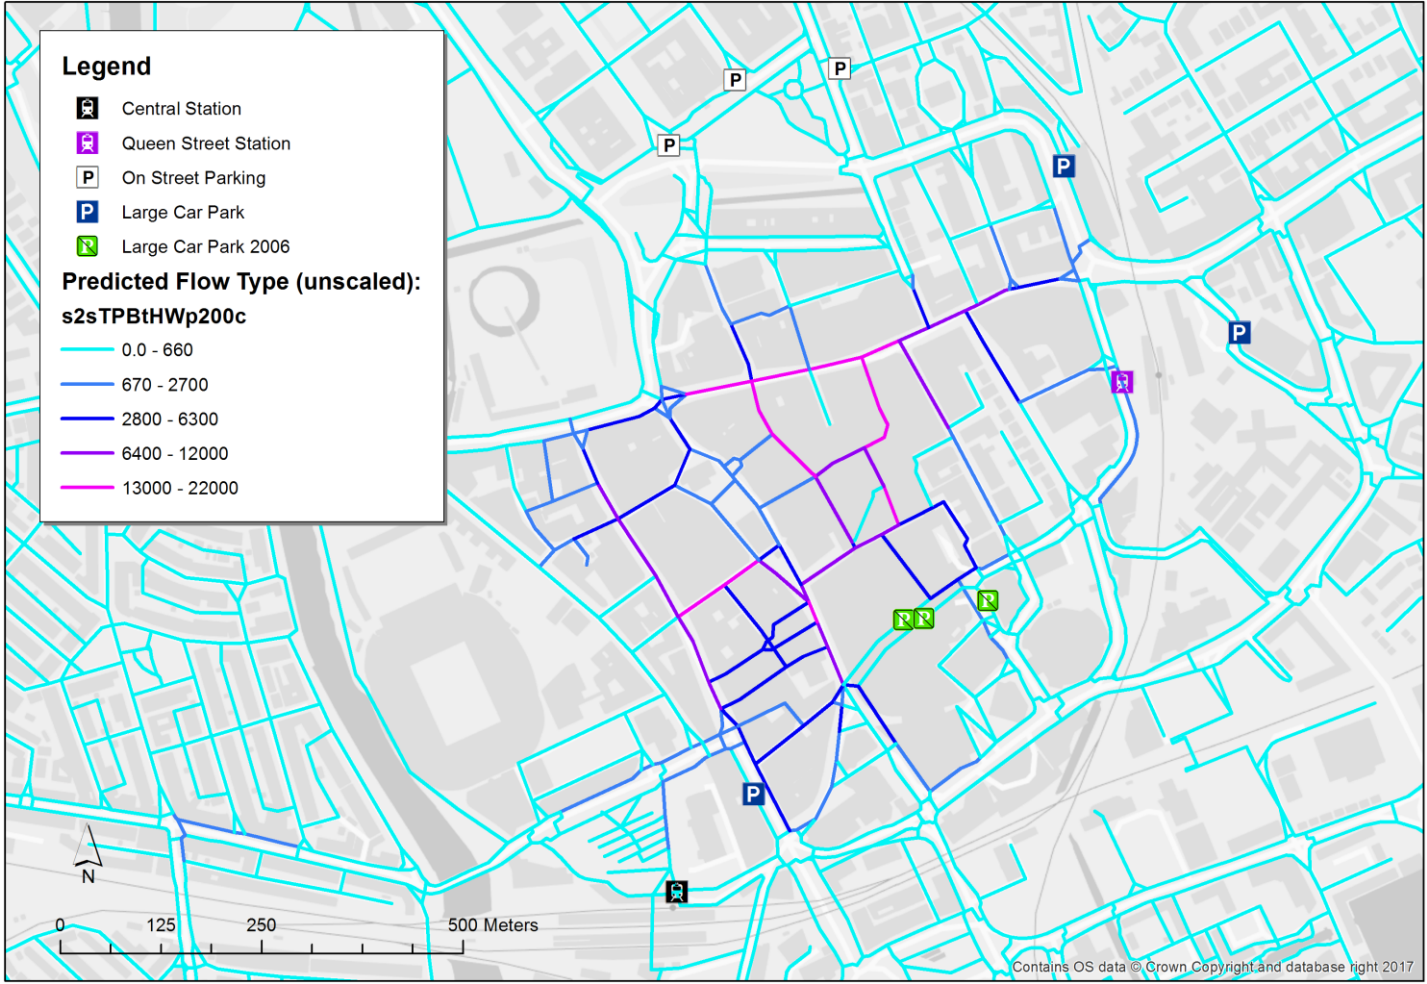 Legend
Central Station
Queen Street Station
P On Street Parking
P Large Car Park
P Large Car Park 2006
Predicted Flow Type (unscaled):
s2sTPBtHWp200c
0.0 - 660
670 - 2700
2800 - 6300
6400 - 12000
13000 - 22000
P
P
P
P
P
P
P
P
P
N
0 125 250 500 Meters
Contains OS data © Crown Copyright and database right 2017